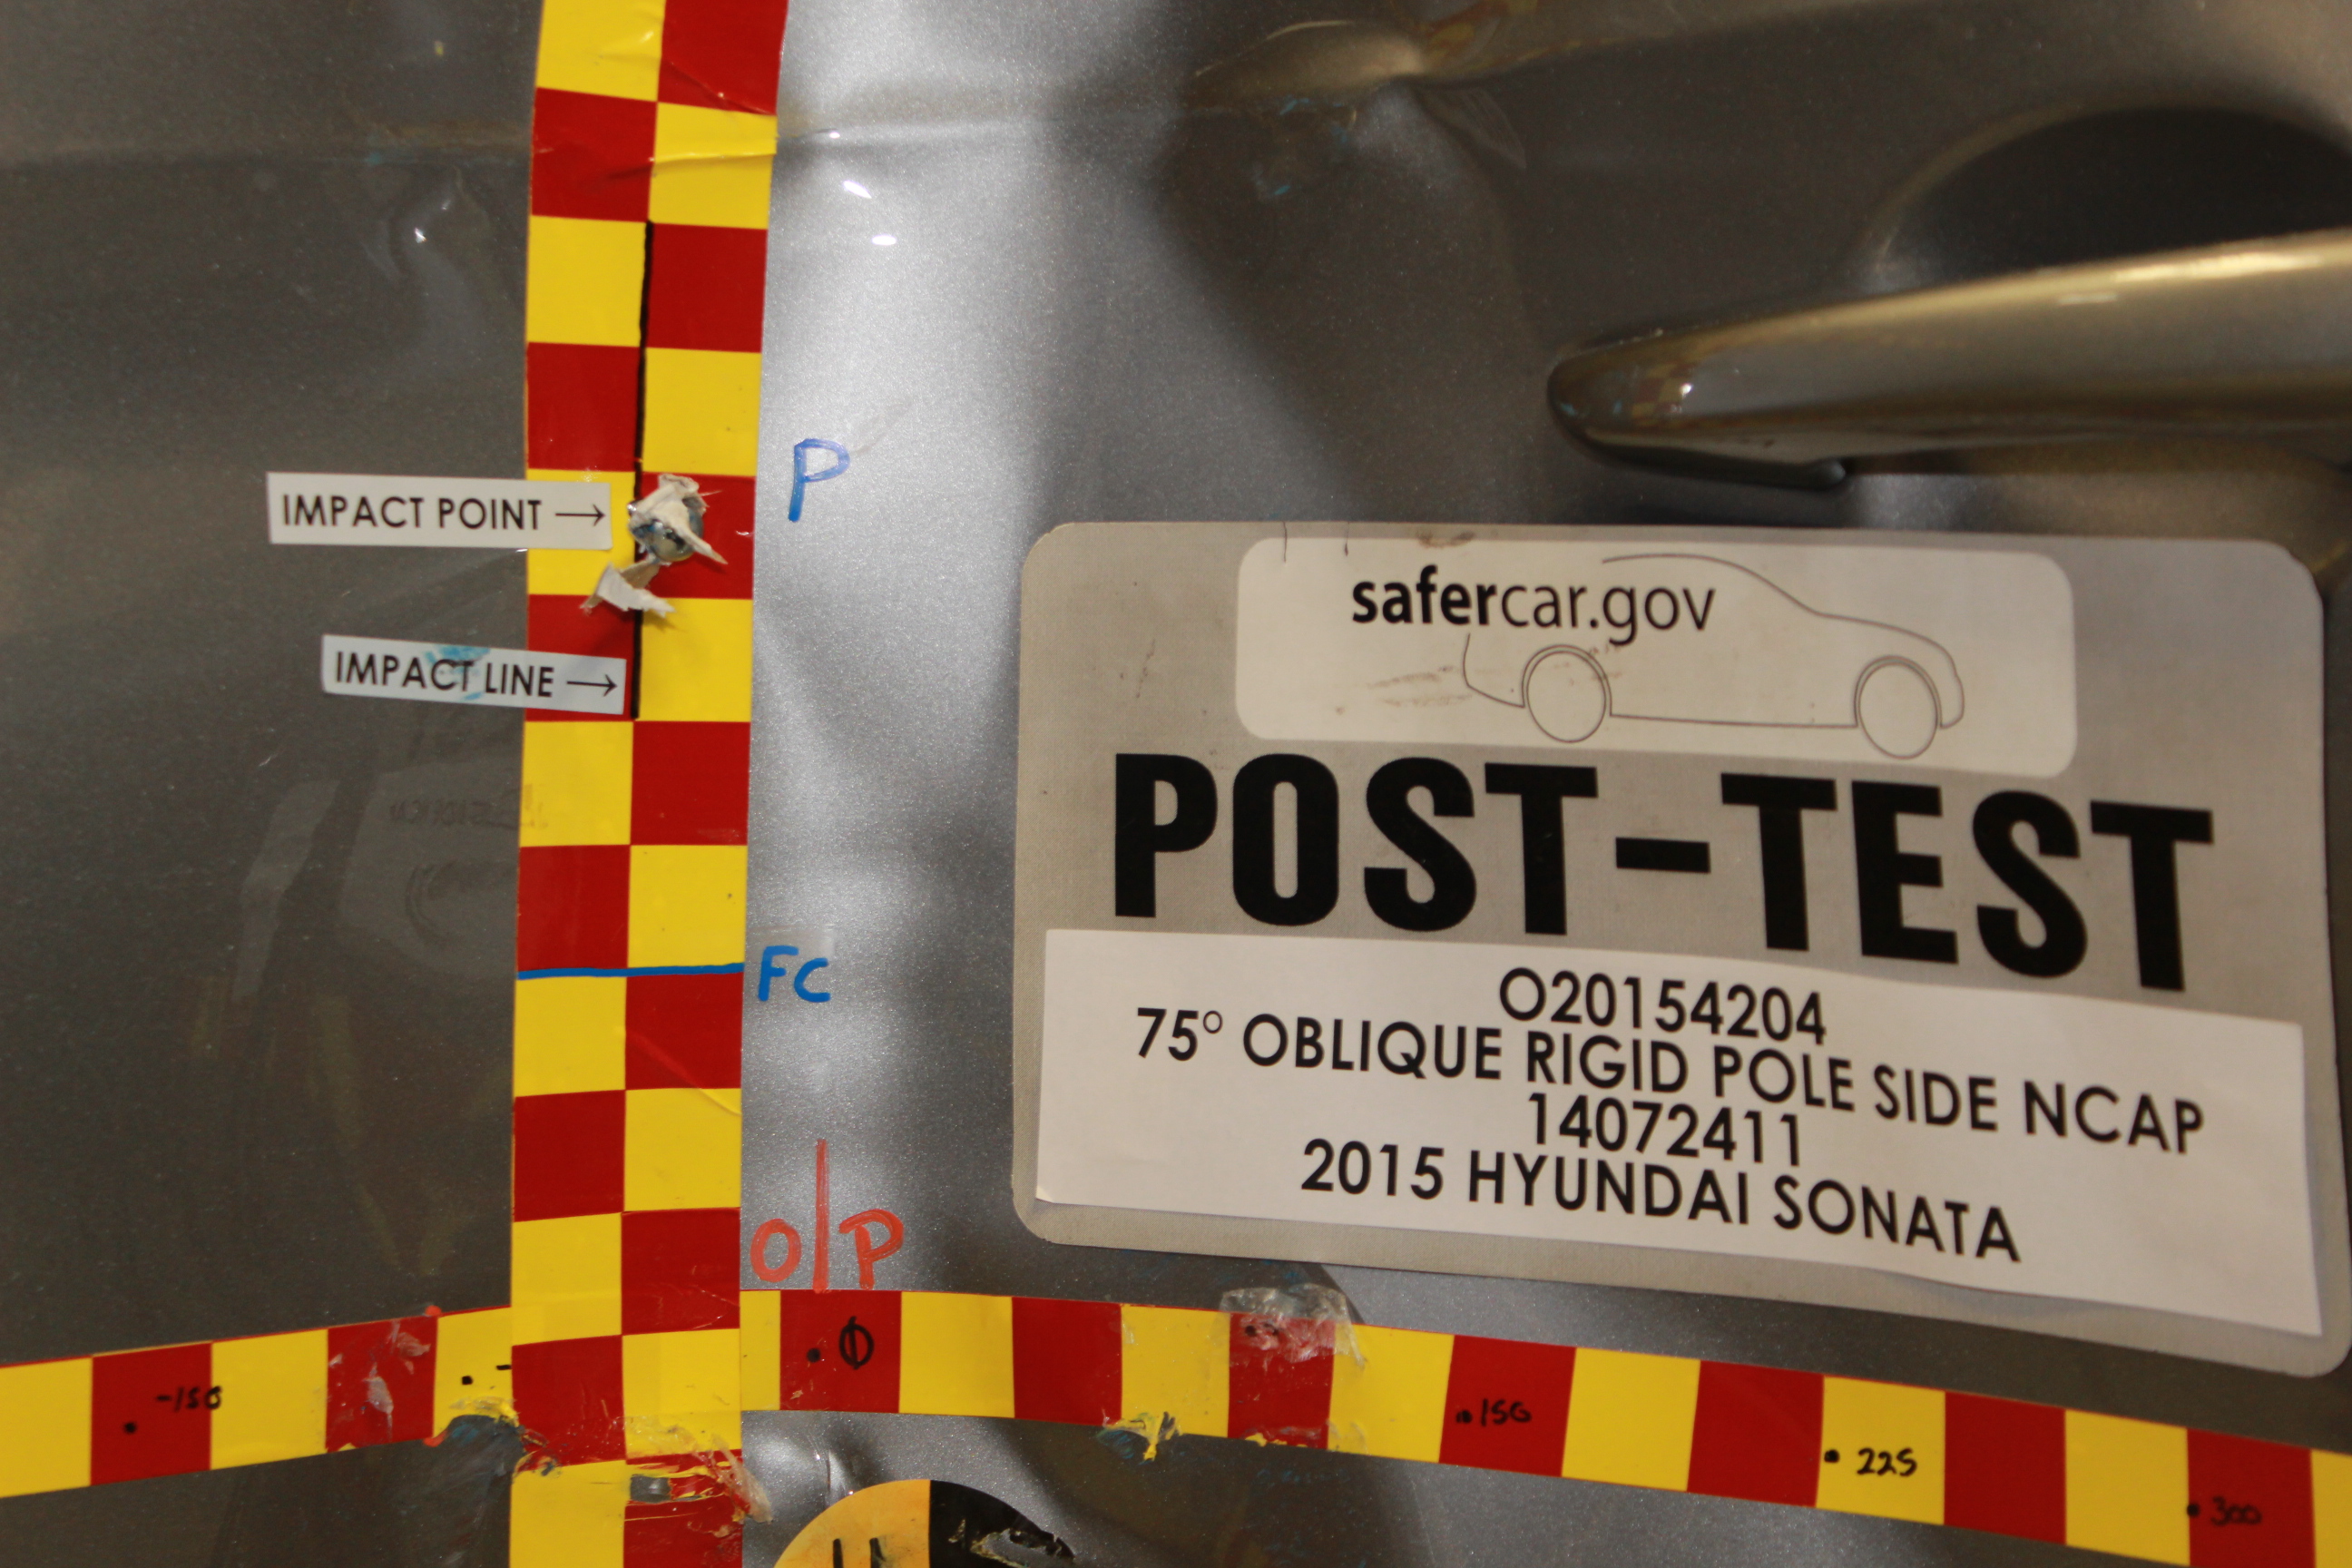 P
IMPACT POINT →
IMPACT LINE →
safercar.gov
POST-TEST
O20154204
75° OBLIQUE RIGID POLE SIDE NCAP
14072411
2015 HYUNDAI SONATA
FC
O|P
-150
0
150
225
300